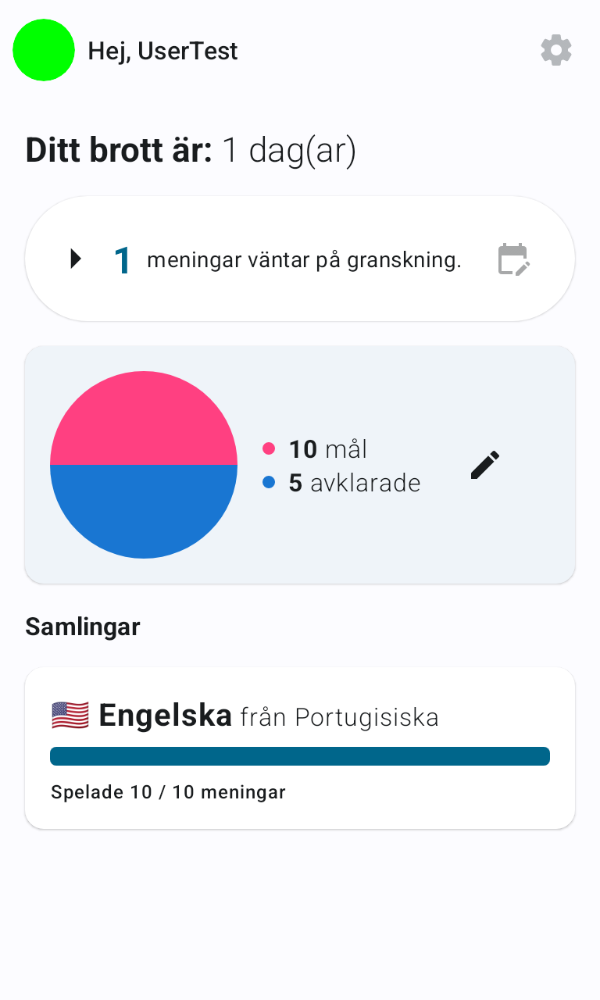 Hej, UserTest
Ditt brott är: 1 dag(ar)
1 meningar väntar på granskning.
10 mål
5 avklarade
Samlingar
Engelska från Portugisiska
Spelade 10 / 10 meningar